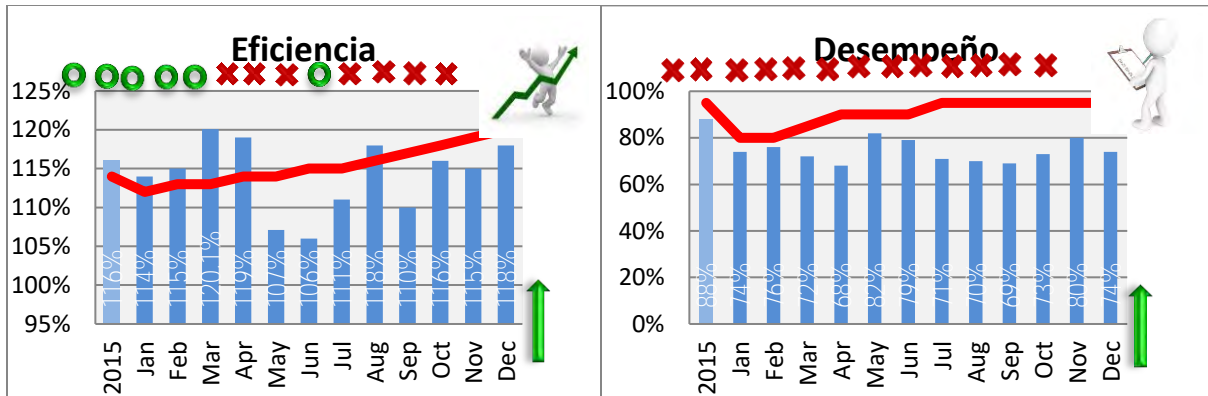 Eficiencia
125%
120%
115%
110%
105%
100%
95%
116%
114%
115%
120.1%
119%
107%
106%
111%
118%
110%
116%
115%
118%
2015
Jan
Feb
Mar
Apr
May
Jun
Jul
Aug
Sep
Oct
Nov
Dec
Desempeño
100%
80%
60%
40%
20%
0%
88%
74%
76%
72%
68%
82%
79%
71%
70%
69%
73%
80%
74%
2015
Jan
Feb
Mar
Apr
May
Jun
Jul
Aug
Sep
Oct
Nov
Dec